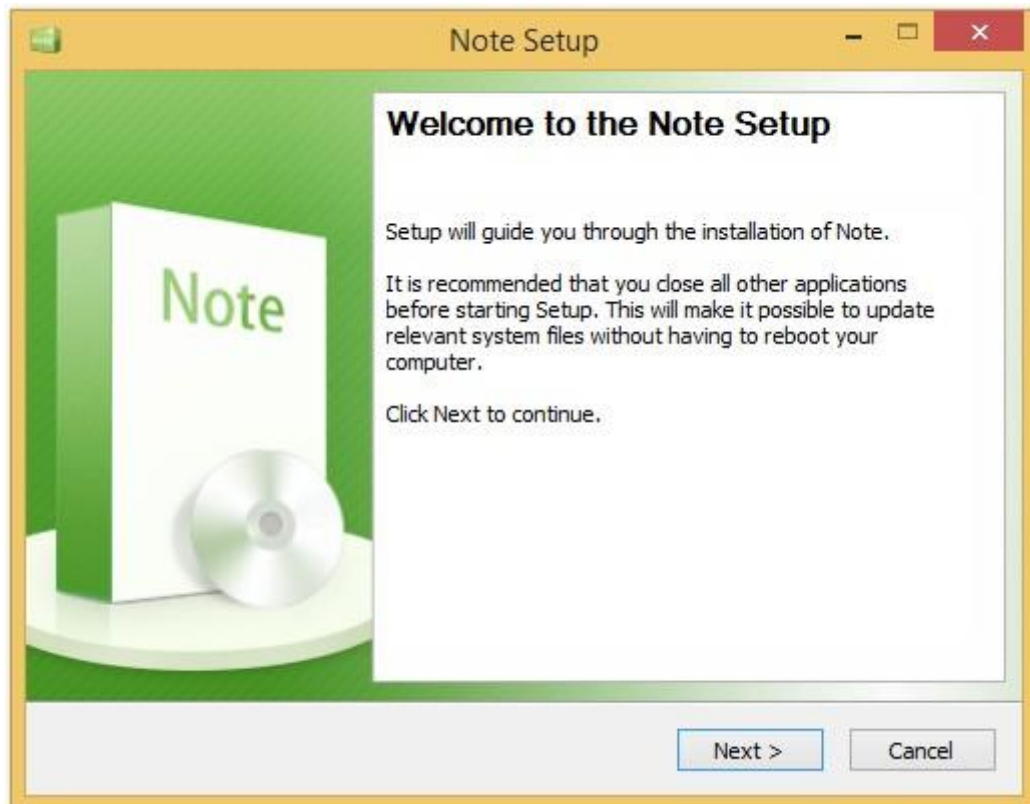 Note Setup
Welcome to the Note Setup
Note
Setup will guide you through the installation of Note.
It is recommended that you close all other applications
before starting Setup. This will make it possible to update
relevant system files without having to reboot your
computer.
Click Next to continue.
Next >
Cancel